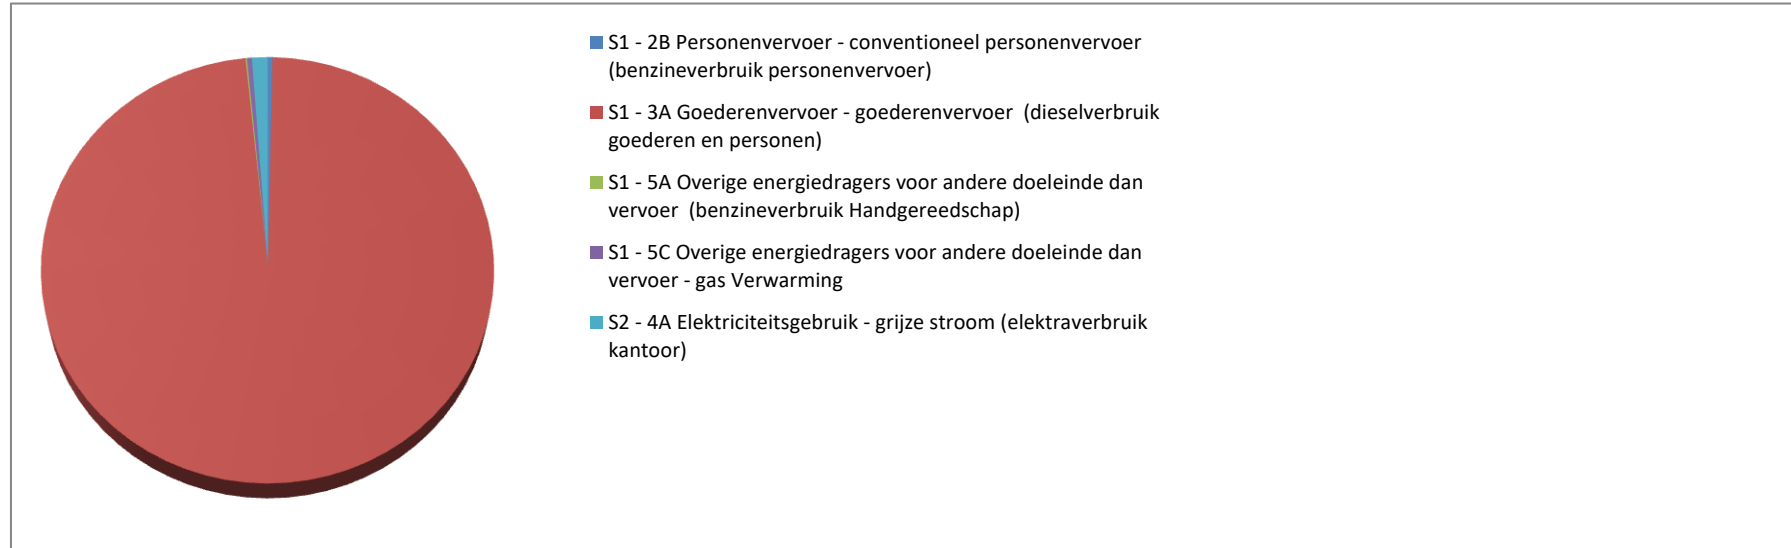 S1 - 2B Personenvervoer - conventioneel personenvervoer
(benzineverbruik personenvervoer)
S1 - 3A Goederenvervoer - goederenvervoer  (dieselverbruik
goederen en personen)
S1 - 5A Overige energiedragers voor andere doeleinde dan
vervoer  (benzineverbruik Handgereedschap)
S1 - 5C Overige energiedragers voor andere doeleinde dan
vervoer - gas Verwarming
S2 - 4A Elektriciteitsgebruik - grijze stroom (elektraverbruik
kantoor)